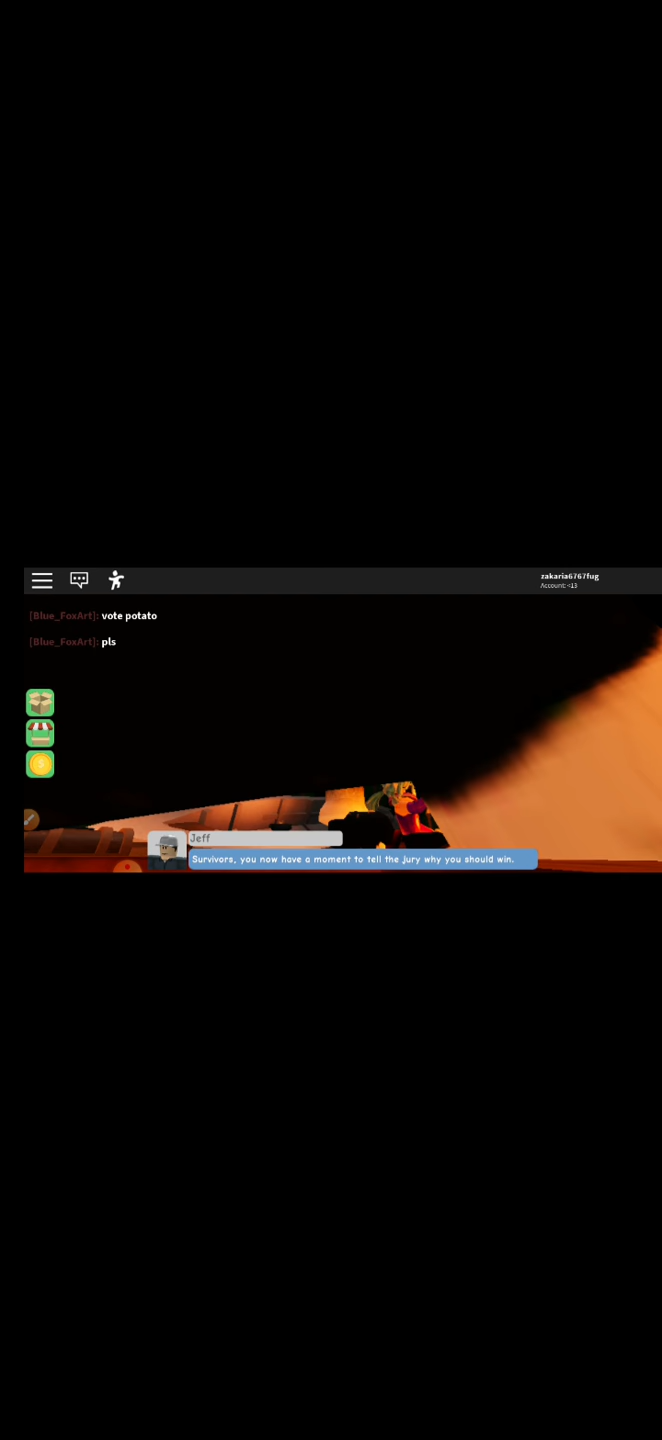 zakaria6767fug
Account: <13
[Blue_FoxArt]: vote potato
[Blue_FoxArt]: pls
Jeff
Survivors, you now have a moment to tell the jury why you should win.